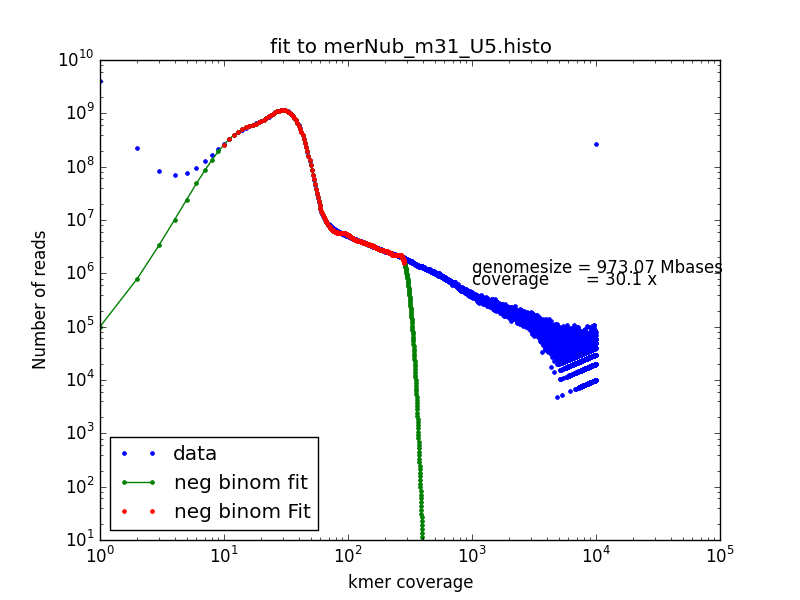 fit to merNub_m31_U5.histo
10^10
10^9
10^8
10^7
10^6
10^5
10^4
10^3
10^2
10^1
Number of reads
genomesize = 973.07 Mbases
coverage = 30.1 x
data
neg binom fit
neg binom Fit
10^0 10^1 10^2 10^3 10^4 10^5
kmer coverage